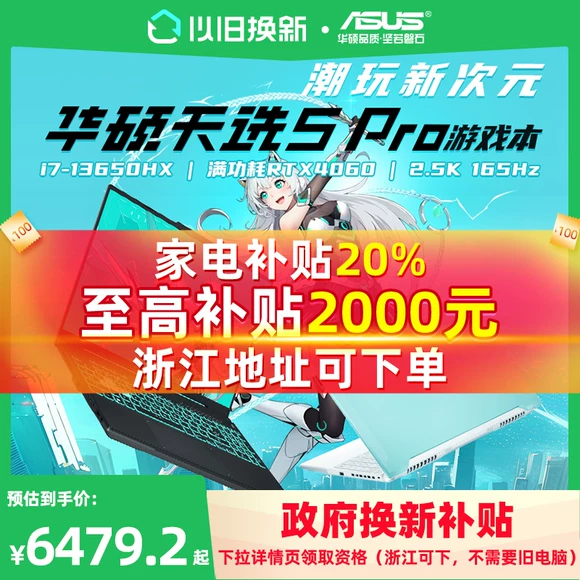 以旧换新 · ASUS®
华硕品质·坚若磐石
潮玩新次元
华硕天选5 Pro游戏本
i7-13650HX | 满功耗RTX4060 | 2.5K 165Hz
100
100
家电补贴20%
至高补贴2000元
浙江地址可下单
预估到手价:
¥6479.2起
政府换新补贴
下拉详情页领取资格（浙江可下，不需要旧电脑）